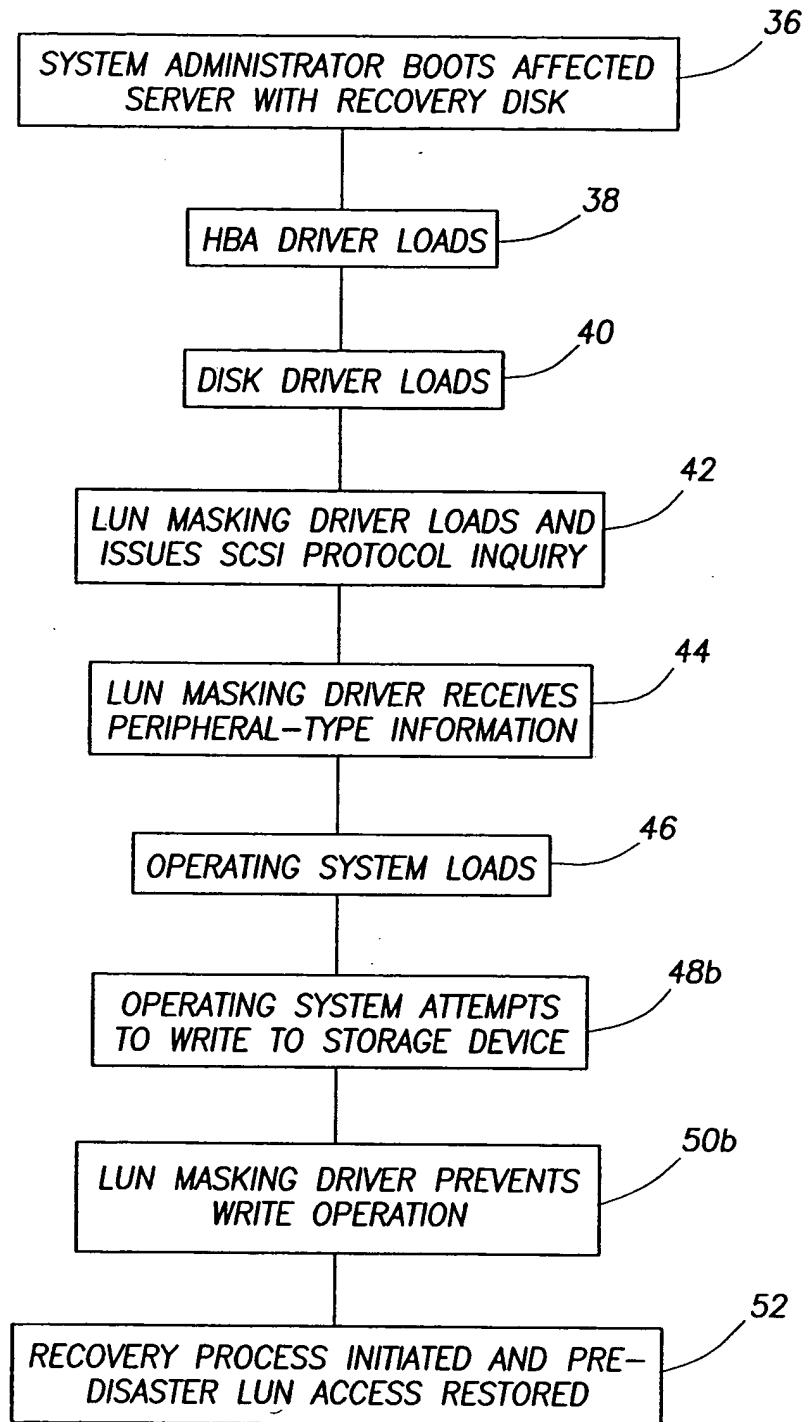 36
SYSTEM ADMINISTRATOR BOOTS AFFECTED
SERVER WITH RECOVERY DISK
38
HBA DRIVER LOADS
40
DISK DRIVER LOADS
42
LUN MASKING DRIVER LOADS AND
ISSUES SCSI PROTOCOL INQUIRY
44
LUN MASKING DRIVER RECEIVES
PERIPHERAL-TYPE INFORMATION
46
OPERATING SYSTEM LOADS
48b
OPERATING SYSTEM ATTEMPTS
TO WRITE TO STORAGE DEVICE
50b
LUN MASKING DRIVER PREVENTS
WRITE OPERATION
52
RECOVERY PROCESS INITIATED AND PRE-
DISASTER LUN ACCESS RESTORED